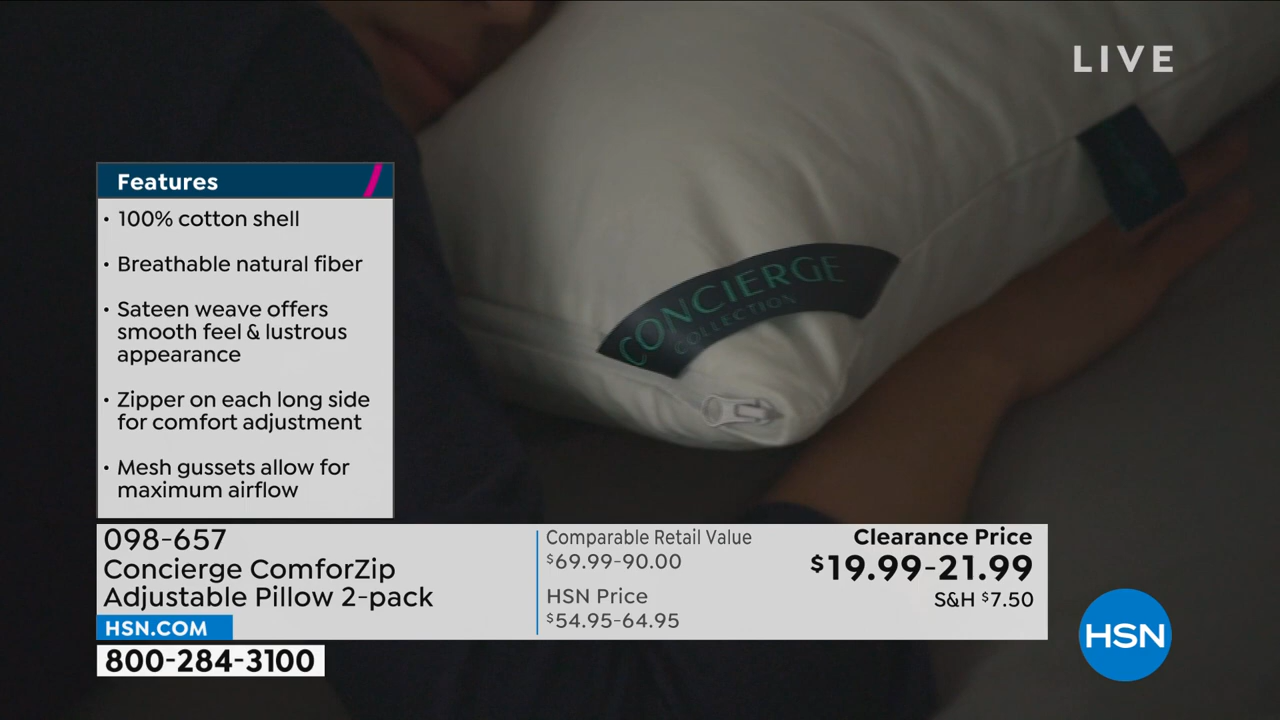 LIVE
Features
• 100% cotton shell
• Breathable natural fiber
• Sateen weave offers
smooth feel & lustrous
appearance
• Zipper on each long side
for comfort adjustment
• Mesh gussets allow for
maximum airflow
CONCIERGE
COLLECTION
098-657
Concierge ComforZip
Adjustable Pillow 2-pack
HSN.COM
800-284-3100
Comparable Retail Value
$69.99-90.00
HSN Price
$54.95-64.95
Clearance Price
$19.99-21.99
S&H $7.50
HSN